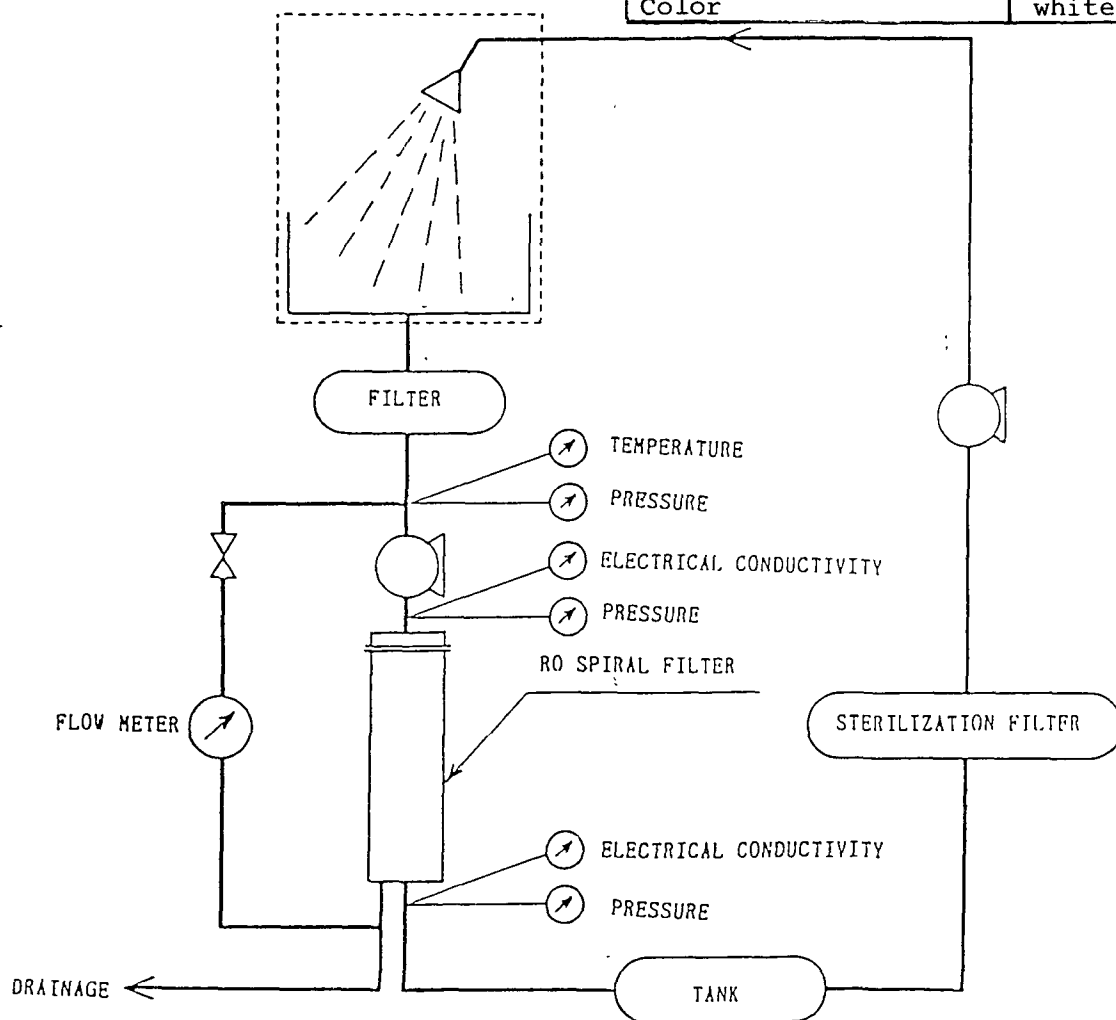 Color white
FILTER
TEMPERATURE
PRESSURE
ELECTRICAL CONDUCTIVITY
PRESSURE
RO SPIRAL FILTER
FLOW METER
STERILIZATION FILTER
ELECTRICAL CONDUCTIVITY
PRESSURE
DRAINAGE
TANK